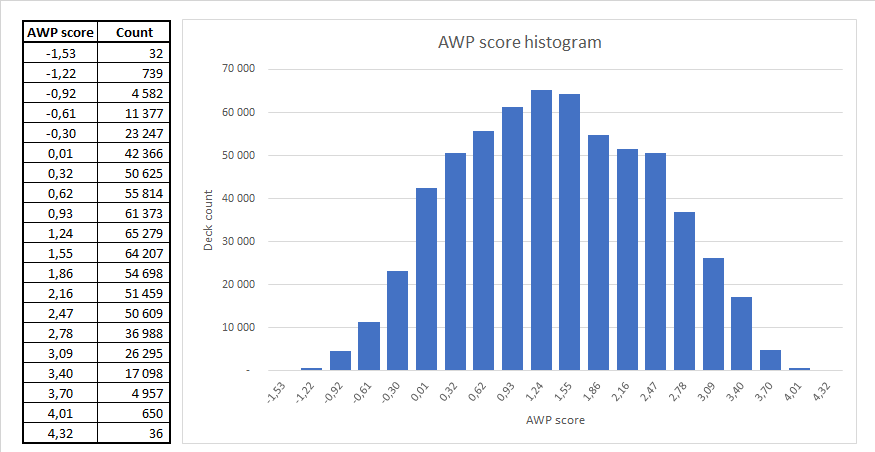 AWP score Count
-1,53 32
-1,22 739
-0,92 4 582
-0,61 11 377
-0,30 23 247
0,01 42 366
0,32 50 625
0,62 55 814
0,93 61 373
1,24 65 279
1,55 64 207
1,86 54 698
2,16 51 459
2,47 50 609
2,78 36 988
3,09 26 295
3,40 17 098
3,70 4 957
4,01 650
4,32 36
AWP score histogram
70 000
60 000
50 000
40 000
30 000
20 000
10 000
-
Deck count
-1,53 -1,22 -0,92 -0,61 -0,30 0,01 0,32 0,62 0,93 1,24 1,55 1,86 2,16 2,47 2,78 3,09 3,40 3,70 4,01 4,32
AWP score